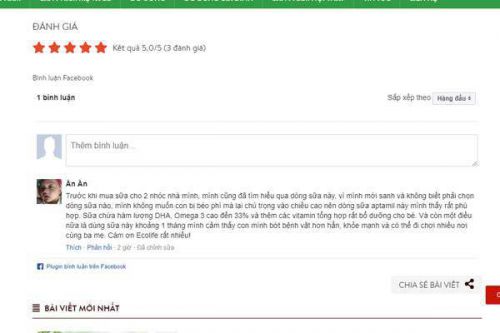 ĐÁNH GIÁ
Kết quả 5,0/5 (3 đánh giá)
Bình luận Facebook
1 bình luận
Sắp xếp theo Hàng đầu
Thêm bình luận...
Ân Ân
Trước khi mua sữa cho 2 nhóc nhà mình, mình cũng đã tìm hiểu qua dòng sữa này, vì mình mới sanh và không biết phải chọn
dòng sữa nào, mình không muốn con bị béo phì mà lại chú trọng vào chiều cao nên dòng sữa aptamil này mình thấy rất phù
hợp. Sữa chứa hàm lượng DHA, Omega 3 cao đến 33% và thêm các vitamin tổng hợp rất bổ dưỡng cho bé. Và còn một điều
nữa là dùng sữa này khoảng 1 tháng mình cảm thấy con mình bớt bệnh vặt hơn hẳn, khỏe mạnh và có thể đi chơi nhiều nơi
cùng ba mẹ. Cảm ơn Ecolife rất nhiều!
Thích · Phản hồi · 2 giờ · Đã chỉnh sửa
Plugin bình luận trên Facebook
CHIA SẺ BÀI VIẾT
BÀI VIẾT MỚI NHẤT